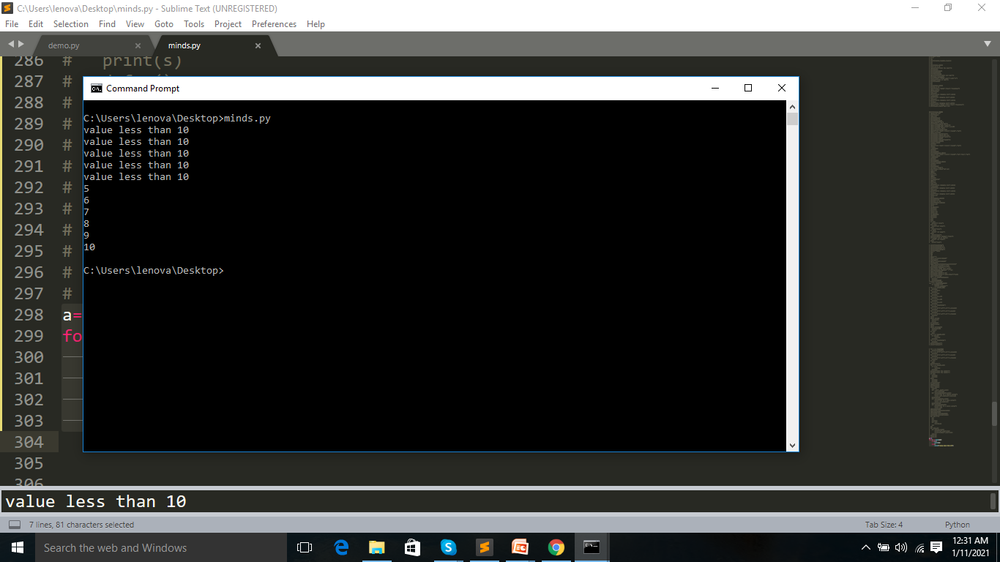 C:\Users\lenova\Desktop\minds.py - Sublime Text (UNREGISTERED)
File Edit Selection Find View Goto Tools Project Preferences Help
demo.py minds.py
286 # print(s)
287 #
288 #
289 #
290 #
291 #
292 #
293 #
294 #
295 #
296 #
297 #
298 a=
299 fo
300
301
302
303
304
305
306
Command Prompt
C:\Users\lenova\Desktop>minds.py
value less than 10
value less than 10
value less than 10
value less than 10
value less than 10
5
6
7
8
9
10
C:\Users\lenova\Desktop>
value less than 10
7 lines, 81 characters selected Tab Size: 4 Python
Search the web and Windows
12:31 AM
1/11/2021